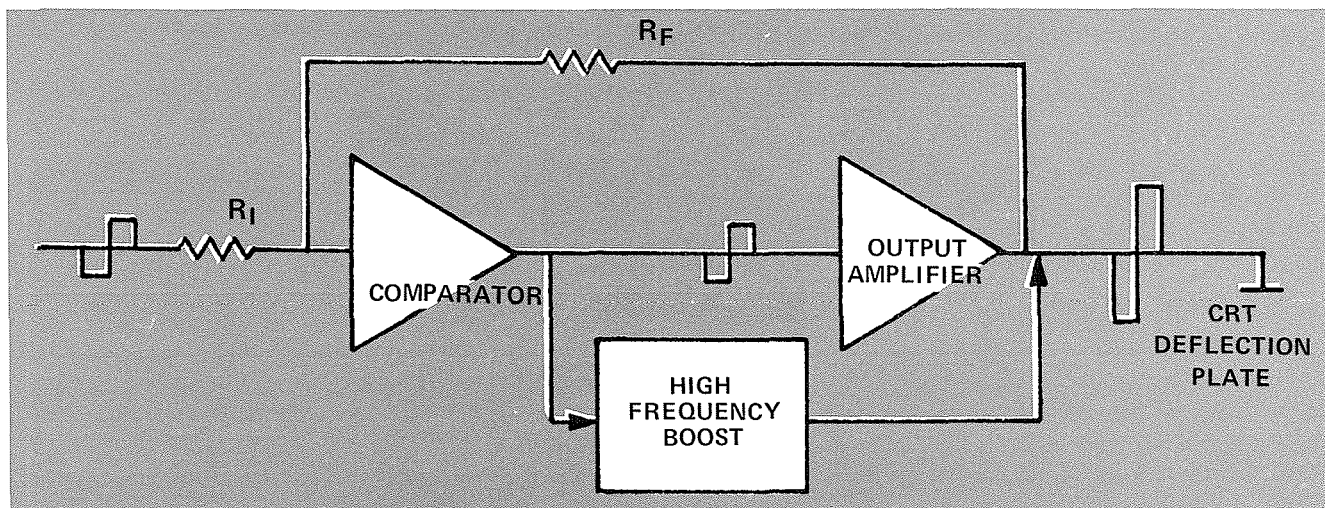 RF
RI
COMPARATOR
OUTPUT
AMPLIFIER
HIGH
FREQUENCY
BOOST
CRT
DEFLECTION
PLATE